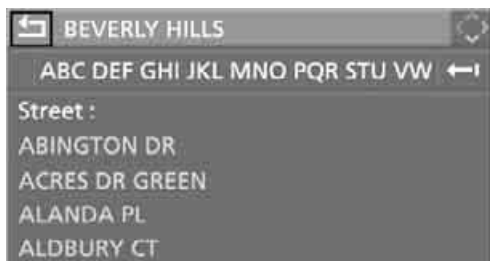 BEVERLY HILLS
ABC DEF GHI JKL MNO PQR STU VW
Street :
ABINGTON DR
ACRES DR GREEN
ALANDA PL
ALDBURY CT